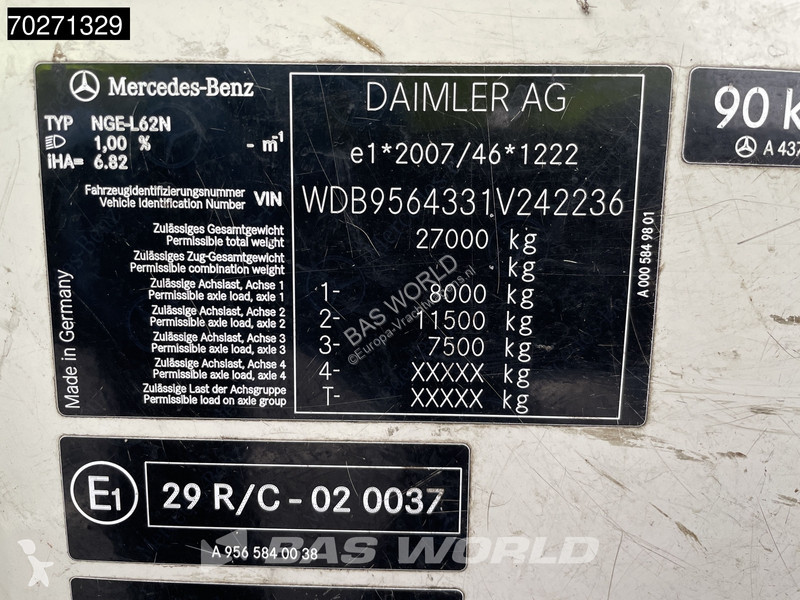 70271329
Mercedes-Benz
TYP NGE-L62N
1,00 % - m-1
iHA= 6.82
Fahrzeugidentifizierungsnummer
Vehicle Identification Number VIN
Zulässiges Gesamtgewicht
Permissible total weight
Zulässiges Zug-Gesamtgewicht
Permissible combination weight
Zulässige Achslast, Achse 1
Permissible axle load, axle 1
Zulässige Achslast, Achse 2
Permissible axle load, axle 2
Zulässige Achslast, Achse 3
Permissible axle load, axle 3
Zulässige Achslast, Achse 4
Permissible axle load, axle 4
Zulässige Last der Achsgruppe
Permissible load on axle group
Made in Germany
DAIMLER AG
e1*2007/46*1222
WDB9564331V242236
27000 kg
kg
1- 8000 kg
2- 11500 kg
3- 7500 kg
4- XXXXX kg
T- XXXXX kg
A 000 584 98 01
90 k
A 437
BAS WORLD
©Europa-Vrachtwagens.nl
E1
29 R/C - 02 0037
A 956 584 00 38
BAS WORLD